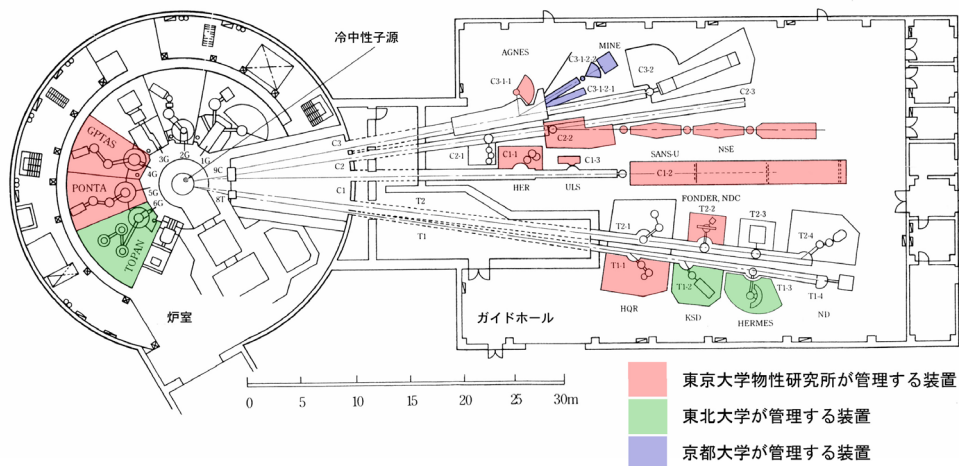 冷中性子源
AGNES
MINE
C3-1-2-2
C3-2
C3-1-1
C3-1-2-1
C2-3
GPTAS
3G
2G
1G
4G
PONTA
5G
6G
TOPAN
9C
8T
C3
C2
C1
C2-1
C2-2
C1-1
C1-3
HER
ULS
SANS-U
NSE
C1-2
FONDER, NDC
T2
T1
T2-1
T2-2
T2-3
T2-4
T1-1
T1-2
T1-3
T1-4
HQR
KSD
HERMES
ND
炉室
ガイドホール
0 5 10 15 20 25 30m
東京大学物性研究所が管理する装置
東北大学が管理する装置
京都大学が管理する装置